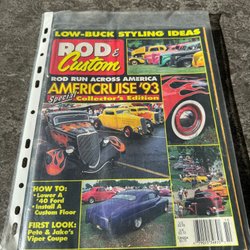 LOW-BUCK STYLING IDEAS
ROD &
Custom
ROD RUN ACROSS AMERICA
AMERICRUISE '93
Special Collector's Edition
HOW TO:
• Lower A
'40 Ford
• Install A
Custom Floor
FIRST LOOK:
Pete & Jake's
Viper Coupe